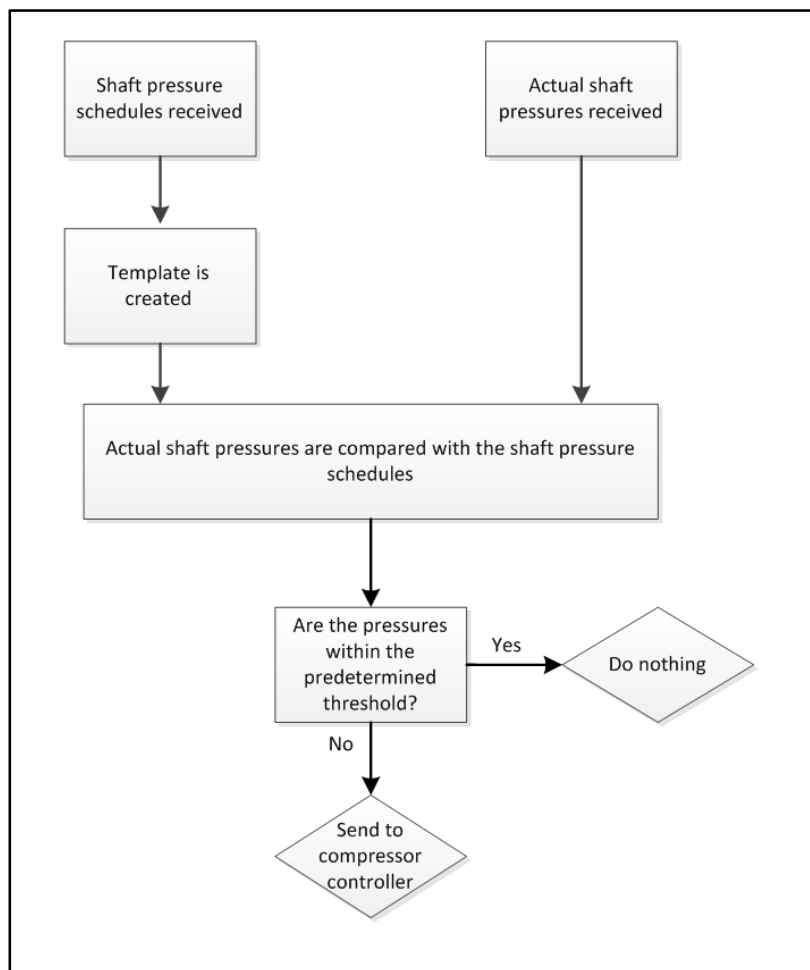 Shaft pressure
schedules received
Actual shaft
pressures received
Template is
created
Actual shaft pressures are compared with the shaft pressure
schedules
Are the pressures
within the
predetermined
threshold?
Yes
Do nothing
No
Send to
compressor
controller